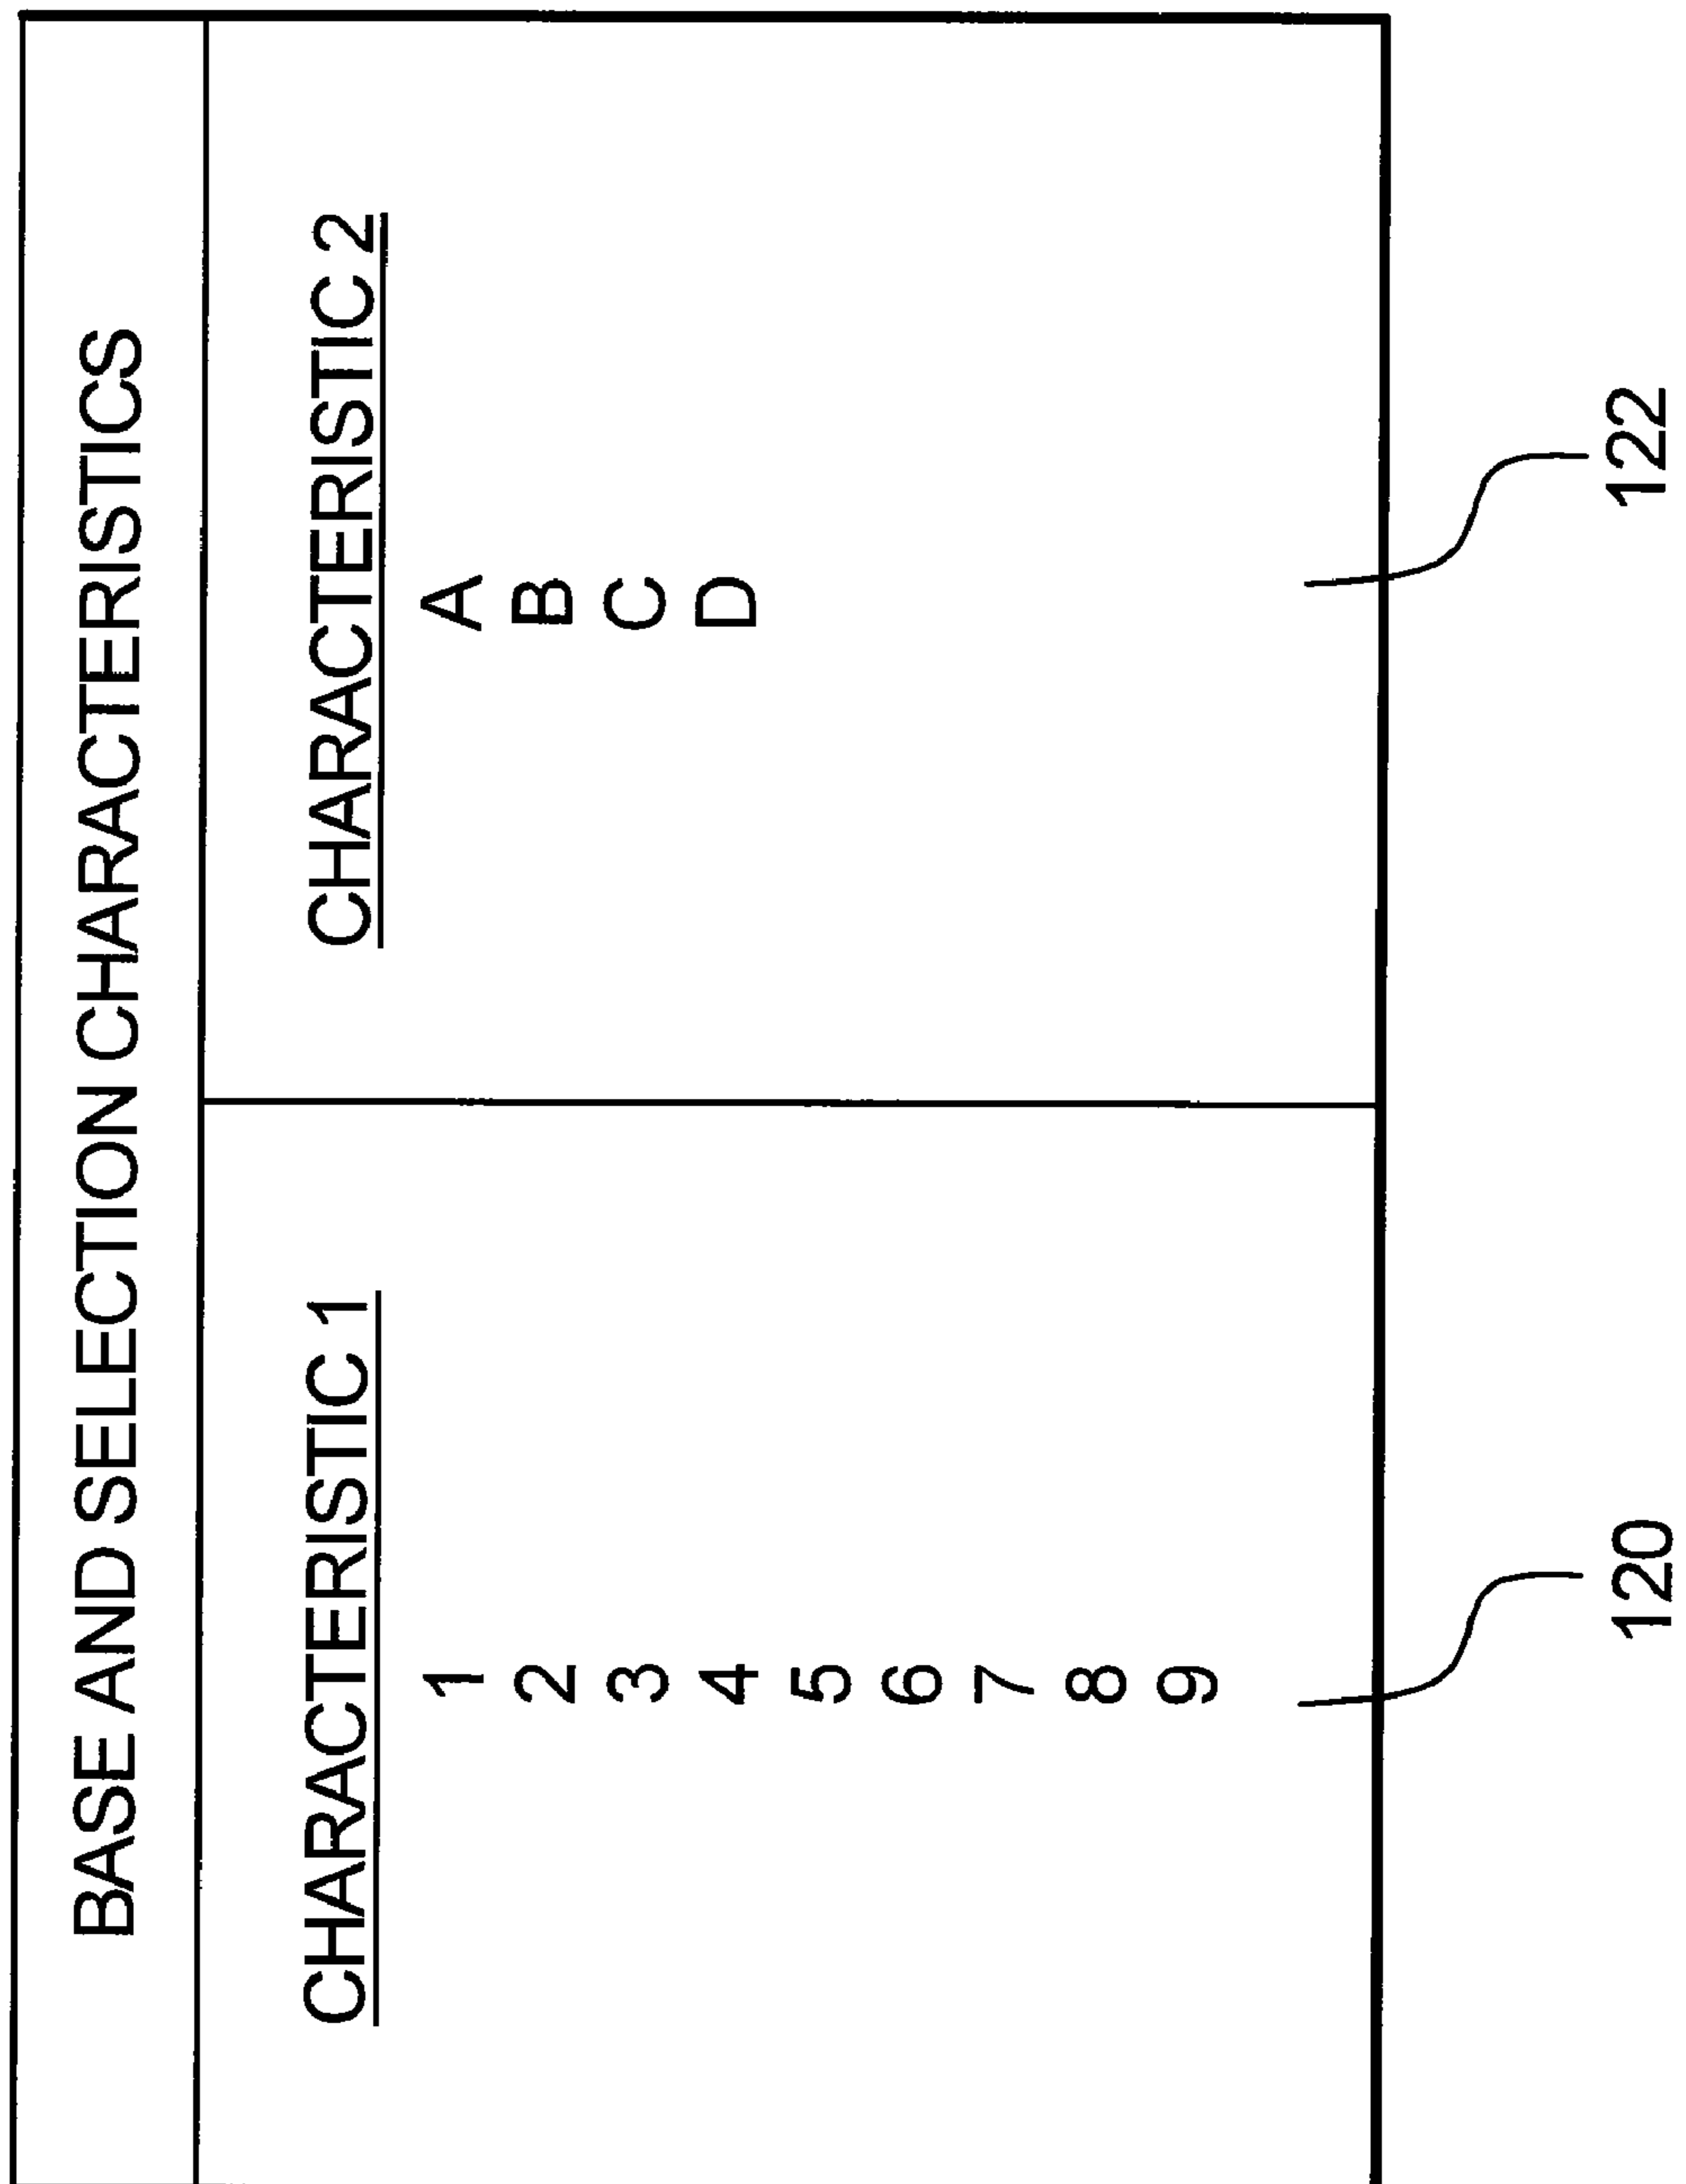 BASE AND SELECTION CHARACTERISTICS
CHARACTERISTIC 1
1
2
3
4
5
6
7
8
9
120
CHARACTERISTIC 2
A
B
C
D
122